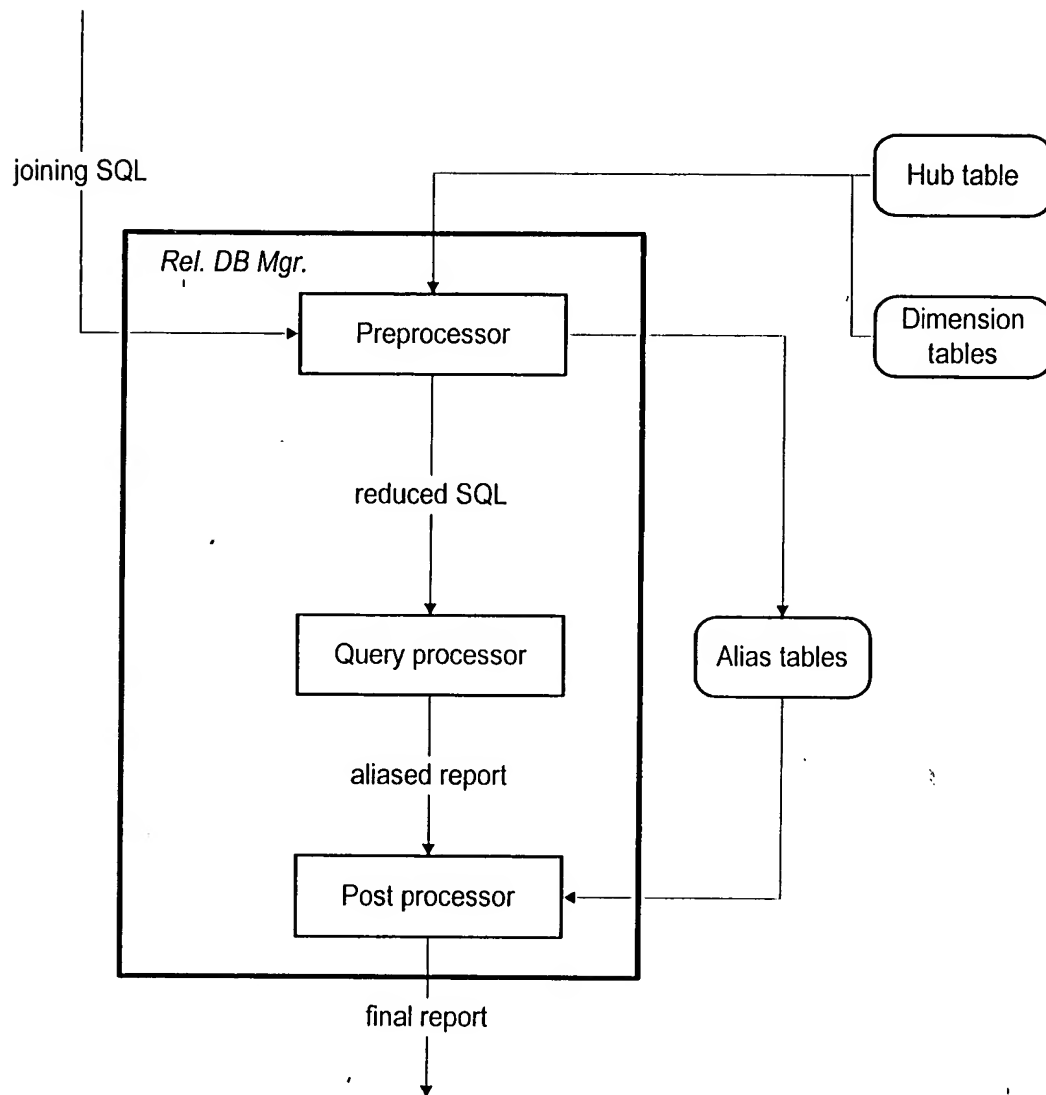 joining SQL
Hub table
Rel. DB Mgr.
Preprocessor
Dimension
tables
reduced SQL
Query processor
Alias tables
aliased report
Post processor
final report